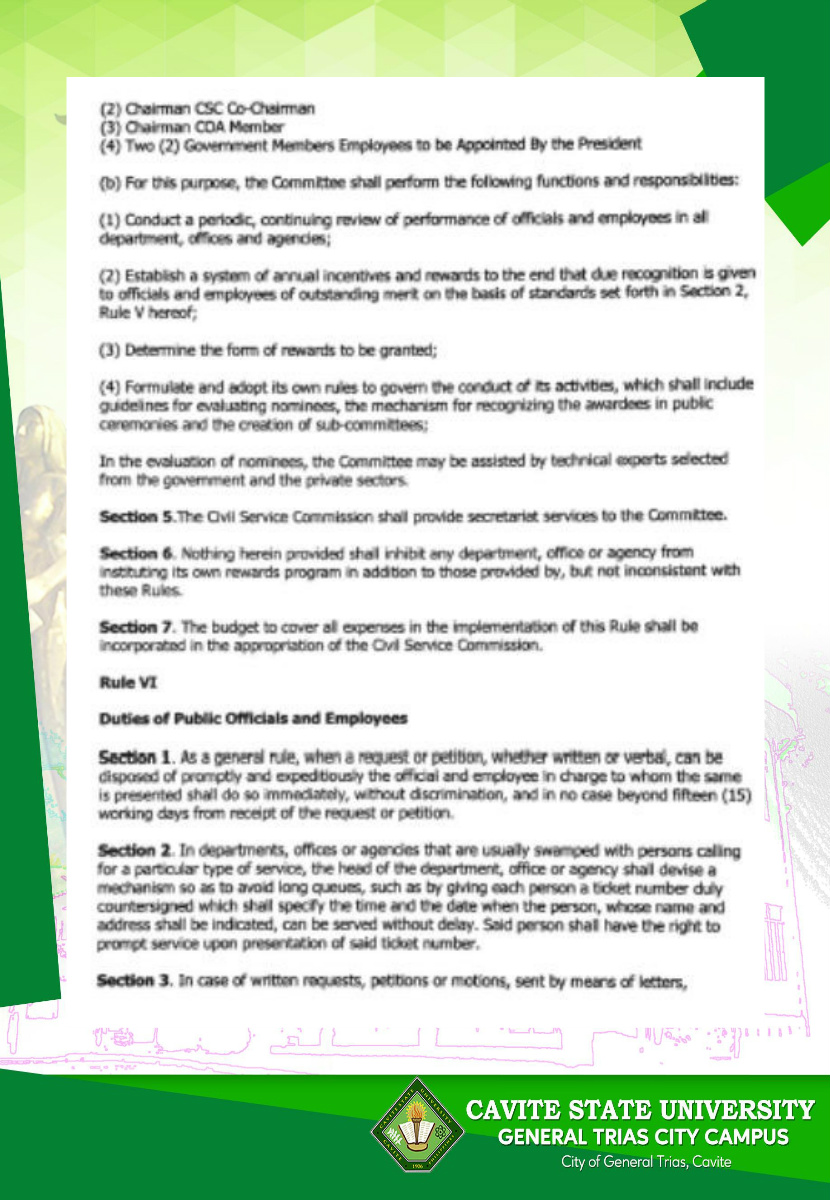 (2) Chairman CSC Co-Chairman
(3) Chairman COA Member
(4) Two (2) Government Members Employees to be Appointed By the President
(b) For this purpose, the Committee shall perform the following functions and responsibilities:
(1) Conduct a periodic, continuing review of performance of officials and employees in all
department, offices and agencies;
(2) Establish a system of annual incentives and rewards to the end that due recognition is given
to officials and employees of outstanding merit on the basis of standards set forth in Section 2,
Rule V hereof;
(3) Determine the form of rewards to be granted;
(4) Formulate and adopt its own rules to govern the conduct of its activities, which shall include
guidelines for evaluating nominees, the mechanism for recognizing the awardees in public
ceremonies and the creation of sub-committees;
In the evaluation of nominees, the Committee may be assisted by technical experts selected
from the government and the private sectors.
Section 5.The Civil Service Commission shall provide secretariat services to the Committee.
Section 6. Nothing herein provided shall inhibit any department, office or agency from
instituting its own rewards program in addition to those provided by, but not inconsistent with
these Rules.
Section 7. The budget to cover all expenses in the implementation of this Rule shall be
incorporated in the appropriation of the Civil Service Commission.
Rule VI
Duties of Public Officials and Employees
Section 1. As a general rule, when a request or petition, whether written or verbal, can be
disposed of promptly and expeditiously the official and employee in charge to whom the same
is presented shall do so immediately, without discrimination, and in no case beyond fifteen (15)
working days from receipt of the request or petition.
Section 2. In departments, offices or agencies that are usually swamped with persons calling
for a particular type of service, the head of the department, office or agency shall devise a
mechanism so as to avoid long queues, such as by giving each person a ticket number duly
countersigned which shall specify the time and the date when the person, whose name and
address shall be indicated, can be served without delay. Said person shall have the right to
prompt service upon presentation of said ticket number.
Section 3. In case of written requests, petitions or motions, sent by means of letters,
CAVITE STATE UNIVERSITY
GENERAL TRIAS CITY CAMPUS
City of General Trias, Cavite
1906